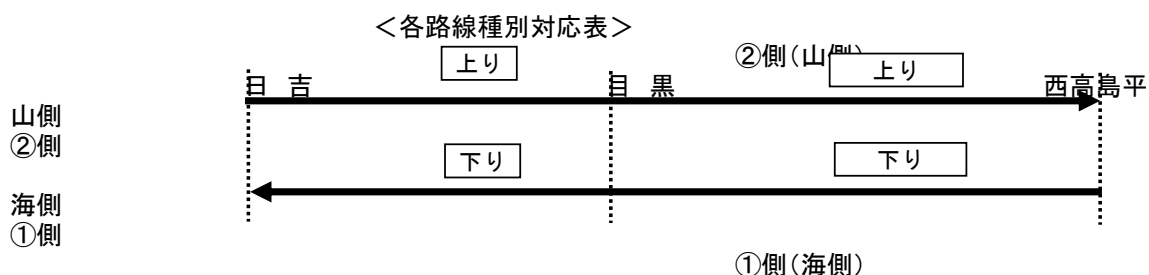 ＜各路線種別対応表＞
②側（山側）
上り
上り
日 吉
目 黒
西高島平
山側
②側
下り
下り
海側
①側
①側（海側）